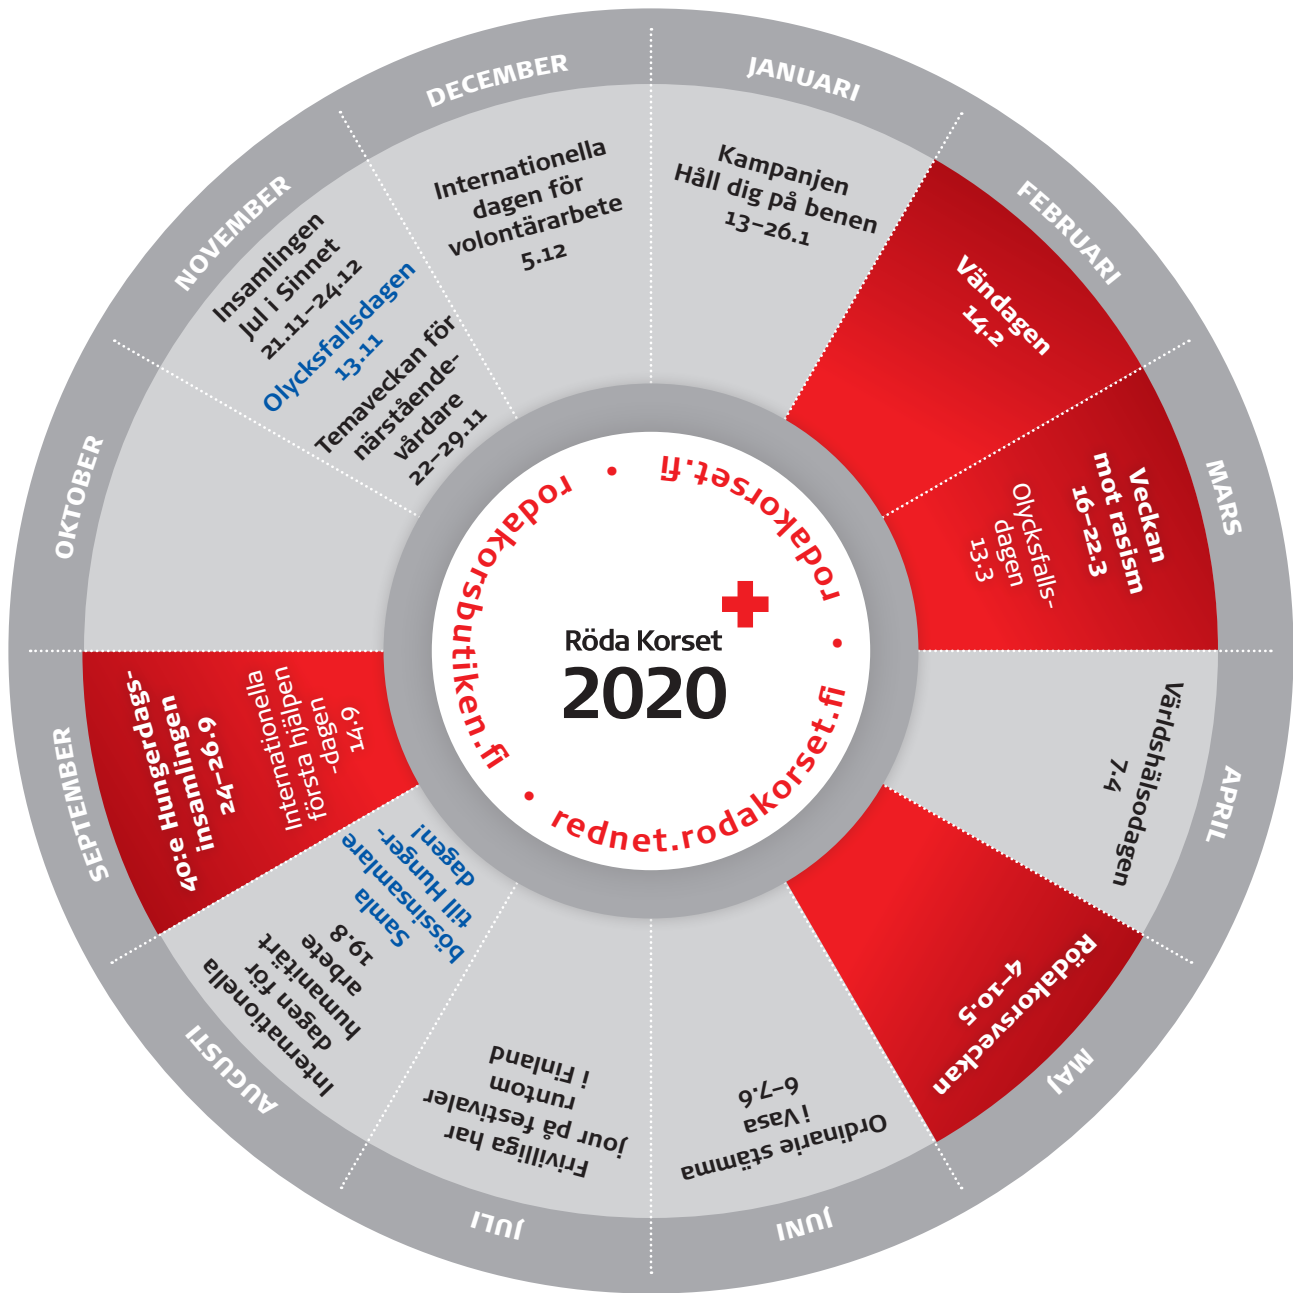 JANUARI
Kampanjen
Håll dig på benen
13–26.1
FEBRUARI
Vändagen
14.2
MARS
Veckan
mot rasism
16–22.3
Olycksfalls-
dagen
13.3
APRIL
Världshälsodagen
7.4
MAJ
Rödakorsveckan
4–10.5
JUNI
Ordinarie stämma
i Vasa
6–7.6
JULI
Frivilliga har
jour på festivaler
runtom
i Finland
AUGUSTI
Internationella
dagen för
humanitärt
arbete
19.8
Samla
bössinsamlare
till Hunger-
dagen!
SEPTEMBER
40:e Hungerdags-
insamlingen
24–26.9
Internationella
första hjälpen
-dagen
14.9
OKTOBER
NOVEMBER
Insamlingen
Jul i Sinnet
21.11–24.12
Olycksfallsdagen
13.11
Temaveckan för
närstående-
vårdare
22–29.11
DECEMBER
Internationella
dagen för
volontärarbete
5.12
Röda Korset
2020
rodakorset.fi •
rednet.rodakorset.fi •
rodakorsbutiken.fi •